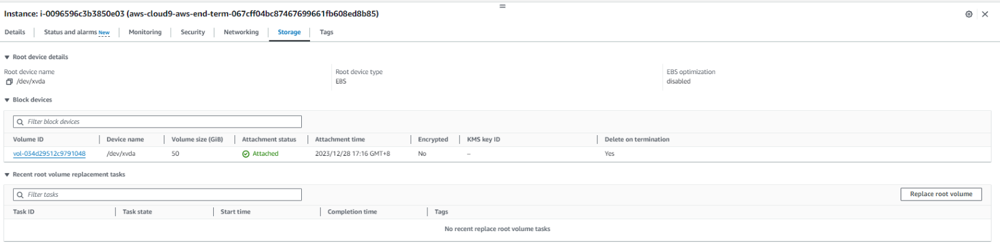 Instance: i-0096596c3b3850e03 (aws-cloud9-aws-end-term-067cff04bc87467699661fb608ed8b85)
Details Status and alarms New Monitoring Security Networking Storage Tags
Root device details
Root device name Root device type EBS optimization
/dev/xvda EBS disabled
Block devices
Filter block devices
Volume ID Device name Volume size (GiB) Attachment status Attachment time Encrypted KMS key ID Delete on termination
vol-034d29512c9791048 /dev/xvda 50 Attached 2023/12/28 17:16 GMT+8 No – Yes
Recent root volume replacement tasks
Filter tasks Replace root volume
Task ID Task state Start time Completion time Tags
No recent replace root volume tasks